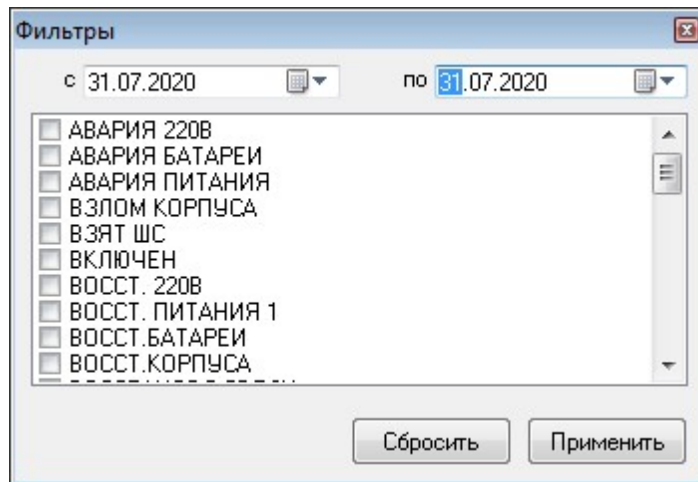 Фильтры
с 31.07.2020 по 31.07.2020
АВАРИЯ 220В
АВАРИЯ БАТАРЕИ
АВАРИЯ ПИТАНИЯ
ВЗЛОМ КОРПУСА
ВЗЯТ ШС
ВКЛЮЧЕН
ВОССТ. 220В
ВОССТ. ПИТАНИЯ 1
ВОССТ.БАТАРЕИ
ВОССТ.КОРПУСА
Сбросить Применить